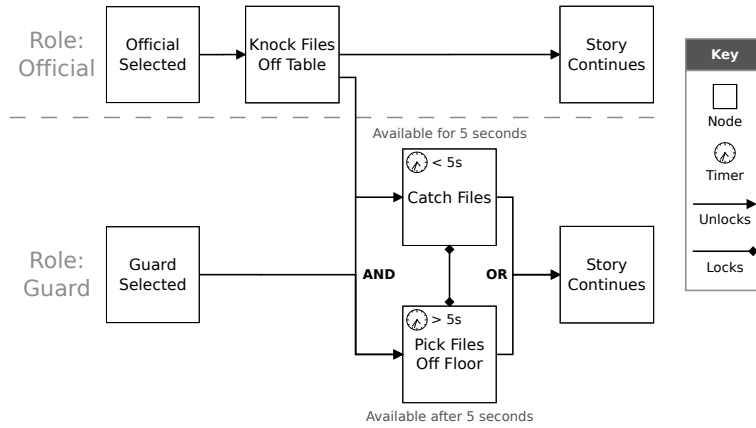 Role:
Official
Official
Selected
Knock Files
Off Table
Story
Continues
Available for 5 seconds
< 5s
Catch Files
Role:
Guard
Guard
Selected
AND
OR
Story
Continues
> 5s
Pick Files
Off Floor
Available after 5 seconds
Key
Node
Timer
Unlocks
Locks